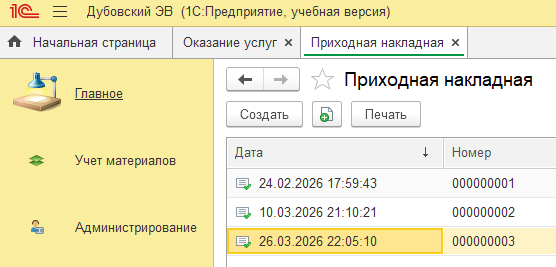 1С Дубовский ЭВ (1С:Предприятие, учебная версия)
Начальная страница Оказание услуг × Приходная накладная ×
Главное
Учет материалов
Администрирование
Приходная накладная
Создать Печать
Дата ↓ Номер
24.02.2026 17:59:43 000000001
10.03.2026 21:10:21 000000002
26.03.2026 22:05:10 000000003